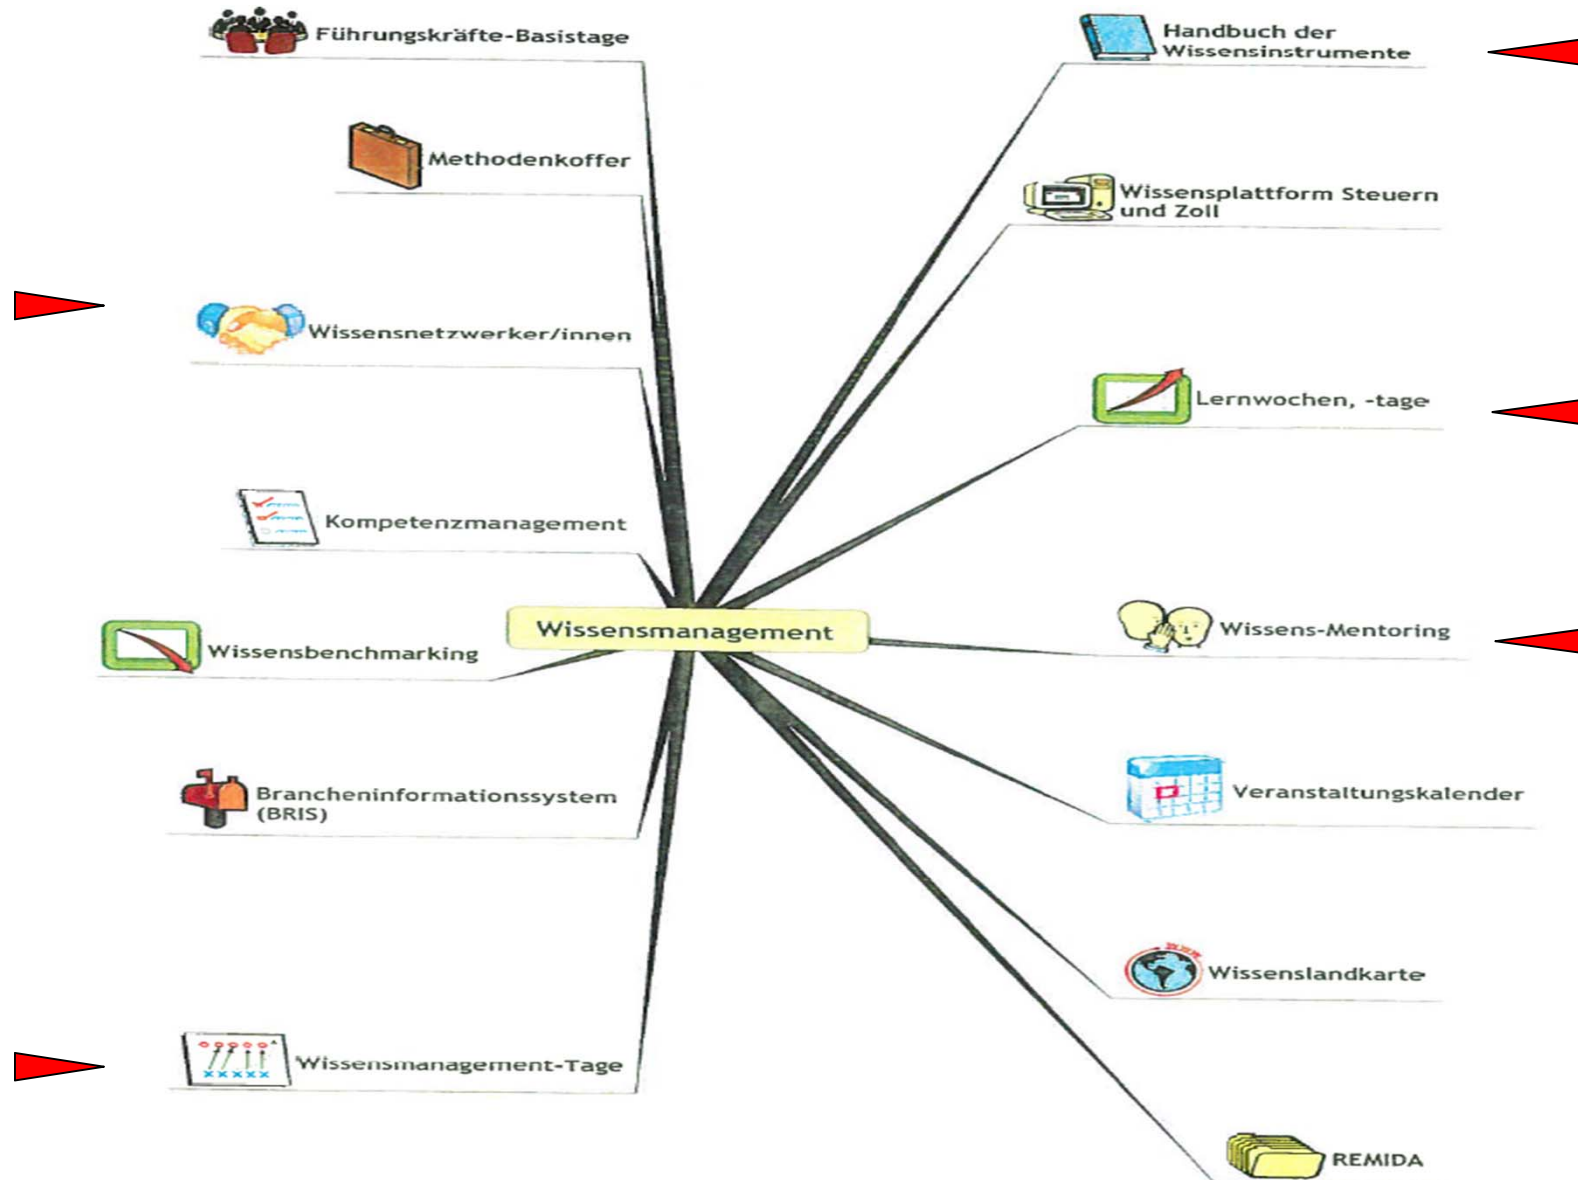 Führungskräfte-Basistage
Methodenkoffer
Wissensnetzwerker/innen
Kompetenzmanagement
Wissensbenchmarking
Brancheninformationssystem
(BRIS)
Wissensmanagement-Tage
Wissensmanagement
Handbuch der
Wissensinstrumente
Wissensplattform Steuern
und Zoll
Lernwochen, -tage
Wissens-Mentoring
Veranstaltungskalender
Wissenslandkarte
REMIDA